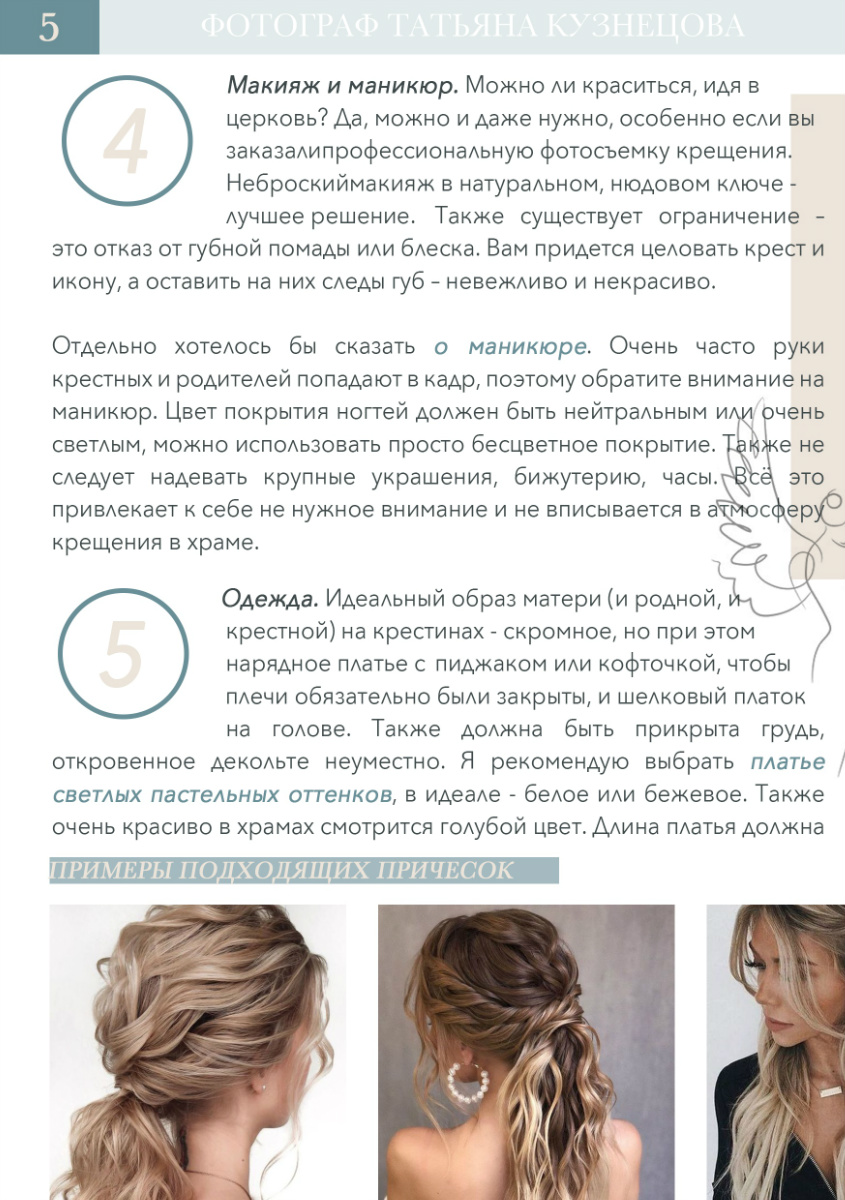 5
ФОТОГРАФ ТАТЬЯНА КУЗНЕЦОВА
4
Макияж и маникюр. Можно ли краситься, идя в
церковь? Да, можно и даже нужно, особенно если вы
заказалипрофессиональную фотосъемку крещения.
Неброскиймакияж в натуральном, нюдовом ключе -
лучшее решение. Также существует ограничение –
это отказ от губной помады или блеска. Вам придется целовать крест и
икону, а оставить на них следы губ – невежливо и некрасиво.
Отдельно хотелось бы сказать о маникюре. Очень часто руки
крестных и родителей попадают в кадр, поэтому обратите внимание на
маникюр. Цвет покрытия ногтей должен быть нейтральным или очень
светлым, можно использовать просто бесцветное покрытие. Также не
следует надевать крупные украшения, бижутерию, часы. Всё это
привлекает к себе не нужное внимание и не вписывается в атмосферу
крещения в храме.
5
Одежда. Идеальный образ матери (и родной, и
крестной) на крестинах - скромное, но при этом
нарядное платье с пиджаком или кофточкой, чтобы
плечи обязательно были закрыты, и шелковый платок
на голове. Также должна быть прикрыта грудь,
откровенное декольте неуместно. Я рекомендую выбрать платье
светлых пастельных оттенков, в идеале - белое или бежевое. Также
очень красиво в храмах смотрится голубой цвет. Длина платья должна
ПРИМЕРЫ ПОДХОДЯЩИХ ПРИЧЕСОК